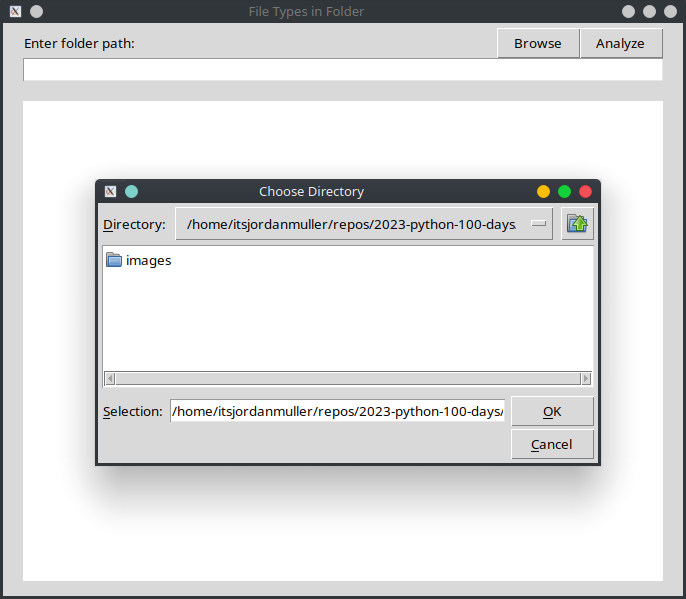 File Types in Folder
Enter folder path:
Browse
Analyze
Choose Directory
Directory:
/home/itsjordanmuller/repos/2023-python-100-days
images
Selection:
/home/itsjordanmuller/repos/2023-python-100-days/
OK
Cancel